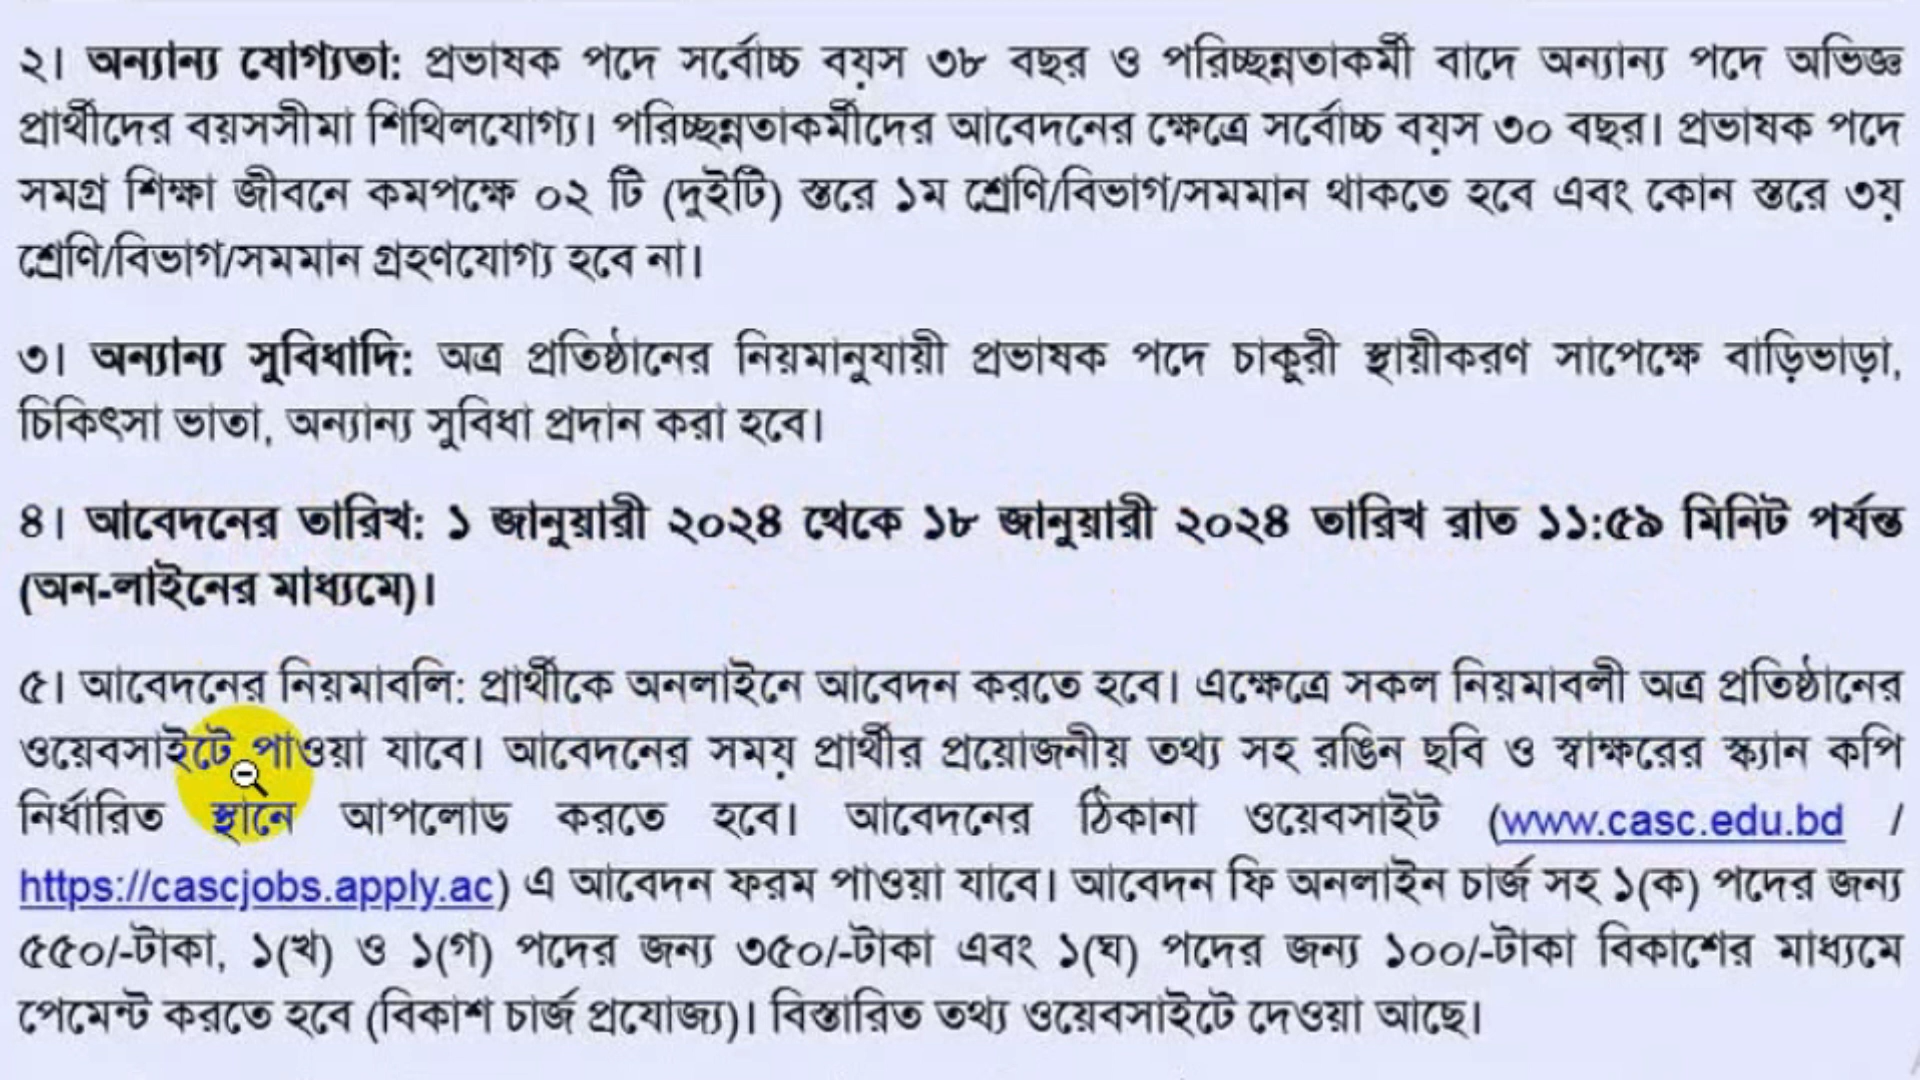 ২। অন্যান্য যোগ্যতা: প্রভাষক পদে সর্বোচ্চ বয়স ৩৮ বছর ও পরিচ্ছন্নতাকর্মী বাদে অন্যান্য পদে অভিজ্ঞ
প্রার্থীদের বয়সসীমা শিথিলযোগ্য। পরিচ্ছন্নতাকর্মীদের আবেদনের ক্ষেত্রে সর্বোচ্চ বয়স ৩০ বছর। প্রভাষক পদে
সমগ্র শিক্ষা জীবনে কমপক্ষে ০২ টি (দুইটি) স্তরে ১ম শ্রেণি/বিভাগ/সমমান থাকতে হবে এবং কোন স্তরে ৩য়
শ্রেণি/বিভাগ/সমমান গ্রহণযোগ্য হবে না।
৩। অন্যান্য সুবিধাদি: অত্র প্রতিষ্ঠানের নিয়মানুযায়ী প্রভাষক পদে চাকুরী স্থায়ীকরণ সাপেক্ষে বাড়িভাড়া,
চিকিৎসা ভাতা, অন্যান্য সুবিধা প্রদান করা হবে।
৪। আবেদনের তারিখ: ১ জানুয়ারী ২০২৪ থেকে ১৮ জানুয়ারী ২০২৪ তারিখ রাত ১১:৫৯ মিনিট পর্যন্ত
(অন-লাইনের মাধ্যমে)।
৫। আবেদনের নিয়মাবলি: প্রার্থীকে অনলাইনে আবেদন করতে হবে। এক্ষেত্রে সকল নিয়মাবলী অত্র প্রতিষ্ঠানের
ওয়েবসাইটে পাওয়া যাবে। আবেদনের সময় প্রার্থীর প্রয়োজনীয় তথ্য সহ রঙিন ছবি ও স্বাক্ষরের স্ক্যান কপি
নির্ধারিত স্থানে আপলোড করতে হবে। আবেদনের ঠিকানা ওয়েবসাইট (www.casc.edu.bd /
https://cascjobs.apply.ac) এ আবেদন ফরম পাওয়া যাবে। আবেদন ফি অনলাইন চার্জ সহ ১(ক) পদের জন্য
৫৫০/-টাকা, ১(খ) ও ১(গ) পদের জন্য ৩৫০/-টাকা এবং ১(ঘ) পদের জন্য ১০০/-টাকা বিকাশের মাধ্যমে
পেমেন্ট করতে হবে (বিকাশ চার্জ প্রযোজ্য)। বিস্তারিত তথ্য ওয়েবসাইটে দেওয়া আছে।